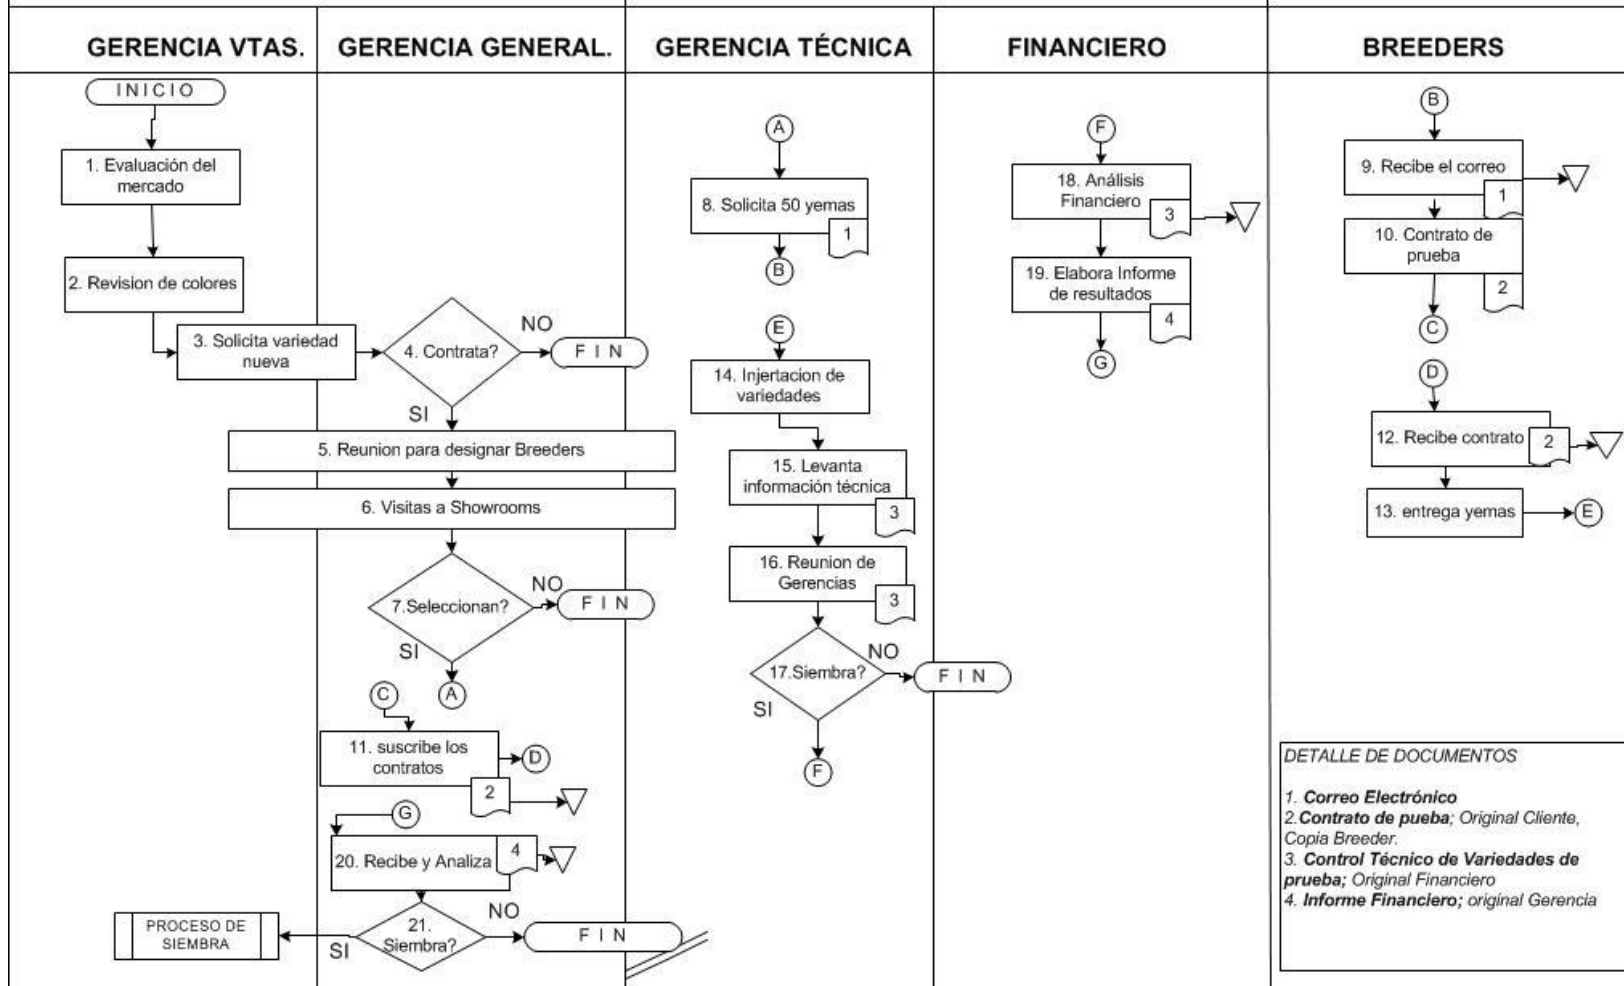 GERENCIA VTAS.
GERENCIA GENERAL.
GERENCIA TÉCNICA
FINANCIERO
BREEDERS
INICIO
1. Evaluación del
mercado
2. Revision de colores
3. Solicita variedad
nueva
4. Contrata?
NO
FIN
SI
5. Reunion para designar Breeders
6. Visitas a Showrooms
7.Seleccionan?
NO
FIN
SI
A
C
11. suscribe los
contratos
D
2
G
20. Recibe y Analiza
4
21.
Siembra?
NO
FIN
SI
PROCESO DE
SIEMBRA
A
8. Solicita 50 yemas
1
B
E
14. Injertacion de
variedades
15. Levanta
información técnica
3
16. Reunion de
Gerencias
3
17.Siembra?
NO
FIN
SI
F
F
18. Análisis
Financiero
3
19. Elabora Informe
de resultados
4
G
B
9. Recibe el correo
1
10. Contrato de
prueba
2
C
D
12. Recibe contrato
2
13. entrega yemas
E
DETALLE DE DOCUMENTOS
1. Correo Electrónico
2.Contrato de pueba; Original Cliente,
Copia Breeder.
3. Control Técnico de Variedades de
prueba; Original Financiero
4. Informe Financiero; original Gerencia